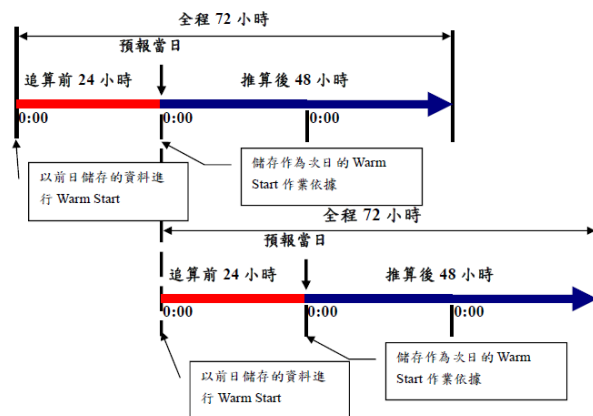 全程 72 小時
預報當日
追算前 24 小時
推算後 48 小時
0:00
0:00
0:00
以前日儲存的資料進
行 Warm Start
儲存作為次日的 Warm
Start 作業依據
全程 72 小時
預報當日
追算前 24 小時
推算後 48 小時
0:00
0:00
0:00
以前日儲存的資料進
行 Warm Start
儲存作為次日的 Warm
Start 作業依據